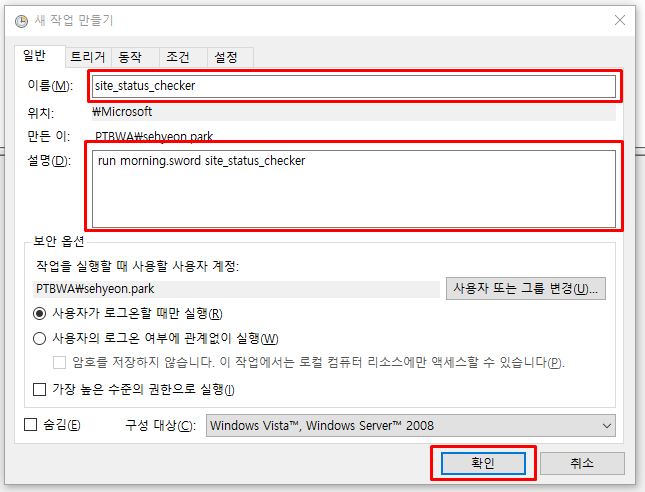 새 작업 만들기
일반 트리거 동작 조건 설정
이름(M): site_status_checker
위치: ₩Microsoft
만든 이: PTBWA₩sehyeon.park
설명(D): run morning.sword site_status_checker
보안 옵션
작업을 실행할 때 사용할 사용자 계정:
PTBWA₩sehyeon.park 사용자 또는 그룹 변경(U)...
사용자가 로그온할 때만 실행(R)
사용자의 로그온 여부에 관계없이 실행(W)
암호를 저장하지 않습니다. 이 작업에서는 로컬 컴퓨터 리소스에만 액세스할 수 있습니다(P).
가장 높은 수준의 권한으로 실행(I)
숨김(E) 구성 대상(C): Windows Vista™, Windows Server™ 2008
확인 취소